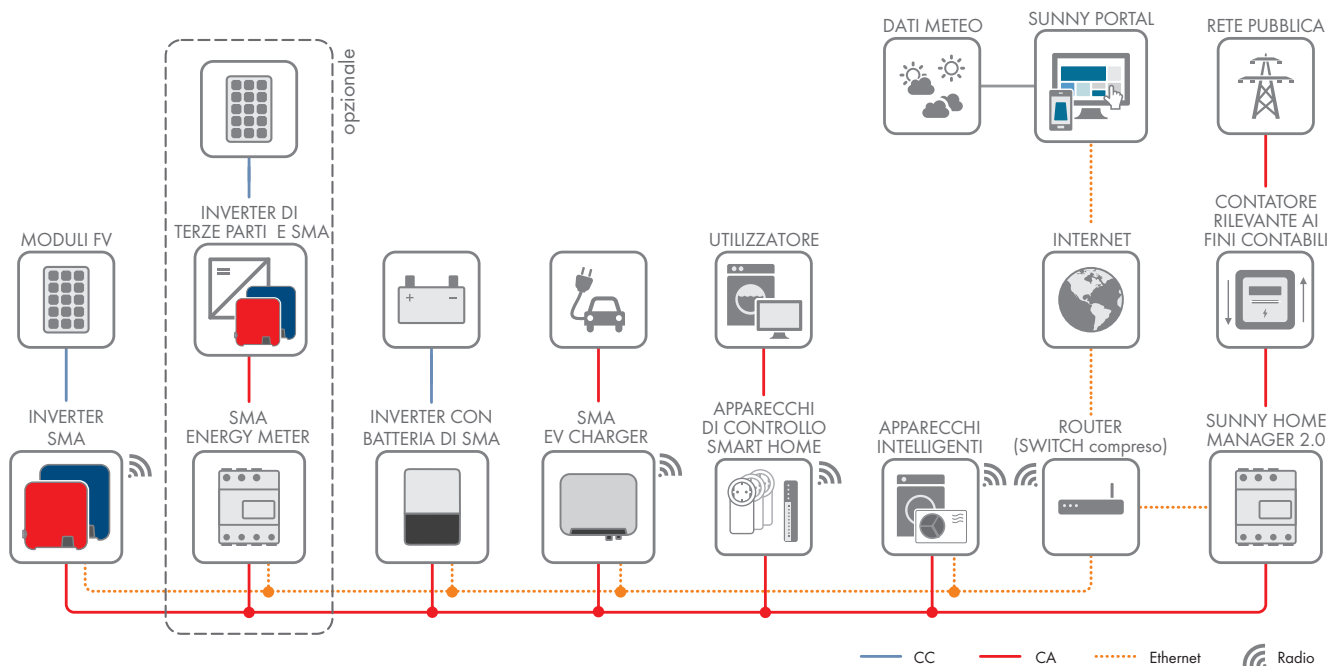 DATI METEO
SUNNY PORTAL
RETE PUBBLICA
opzionale
MODULI FV
INVERTER DI
TERZE PARTI E SMA
UTILIZZATORE
INTERNET
CONTATORE
RILEVANTE AI
FINI CONTABILI
INVERTER
SMA
SMA
ENERGY METER
INVERTER CON
BATTERIA DI SMA
SMA
EV CHARGER
APPARECCHI
DI CONTROLLO
SMART HOME
APPARECCHI
INTELLIGENTI
ROUTER
(SWITCH compreso)
SUNNY HOME
MANAGER 2.0
CC
CA
Ethernet
Radio